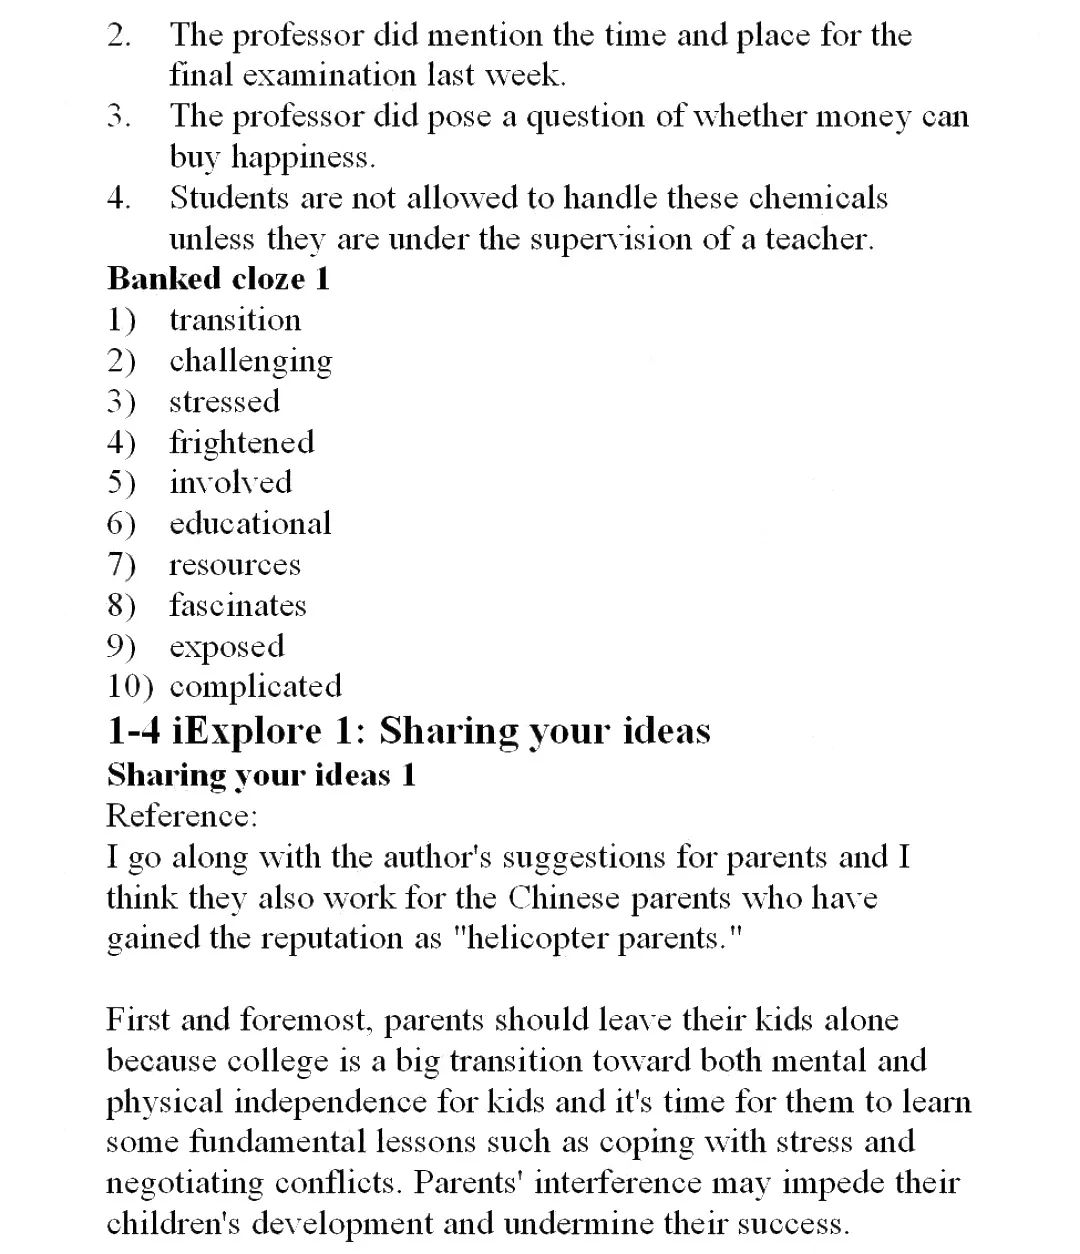 2. The professor did mention the time and place for the
final examination last week.
3. The professor did pose a question of whether money can
buy happiness.
4. Students are not allowed to handle these chemicals
unless they are under the supervision of a teacher.
Banked cloze 1
1) transition
2) challenging
3) stressed
4) frightened
5) involved
6) educational
7) resources
8) fascinates
9) exposed
10) complicated
1-4 iExplore 1: Sharing your ideas
Sharing your ideas 1
Reference:
I go along with the author's suggestions for parents and I
think they also work for the Chinese parents who have
gained the reputation as "helicopter parents."
First and foremost, parents should leave their kids alone
because college is a big transition toward both mental and
physical independence for kids and it's time for them to learn
some fundamental lessons such as coping with stress and
negotiating conflicts. Parents' interference may impede their
children's development and undermine their success.